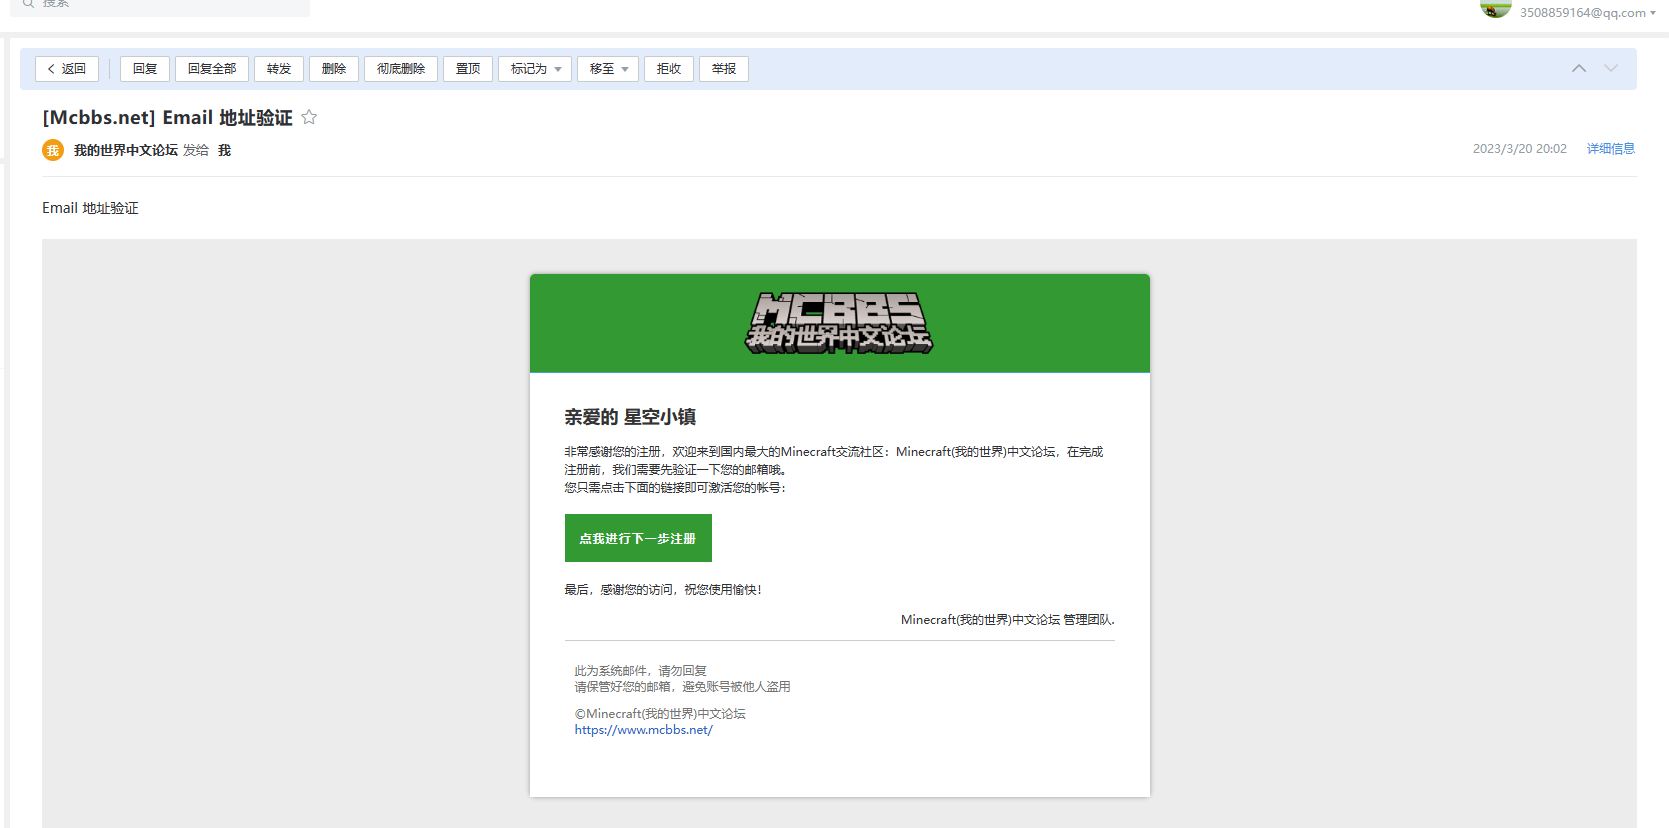 搜索
3508859164@qq.com
返回 回复 回复全部 转发 删除 彻底删除 置顶 标记为 移至 拒收 举报
[Mcbbs.net] Email 地址验证
我 我的世界中文论坛 发给 我 2023/3/20 20:02 详细信息
Email 地址验证
MCBBS
我的世界中文论坛
亲爱的 星空小镇
非常感谢您的注册，欢迎来到国内最大的Minecraft交流社区：Minecraft(我的世界)中文论坛，在完成
注册前，我们需要先验证一下您的邮箱哦。
您只需点击下面的链接即可激活您的帐号：
点我进行下一步注册
最后，感谢您的访问，祝您使用愉快！
Minecraft(我的世界)中文论坛 管理团队.
此为系统邮件，请勿回复
请保管好您的邮箱，避免账号被他人盗用
©Minecraft(我的世界)中文论坛
https://www.mcbbs.net/